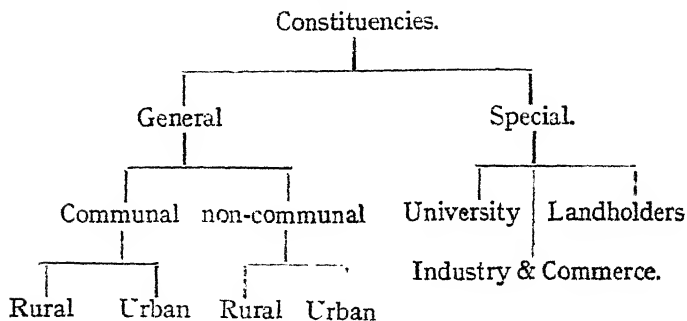 Constituencies.
General Special.
Communal non-communal University Landholders
Industry & Commerce.
Rural Urban Rural Urban